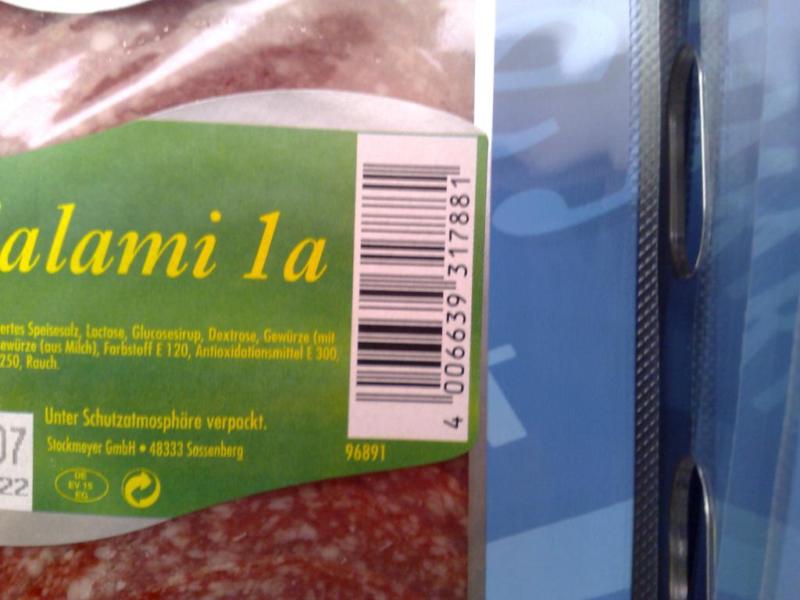 alami 1a
ertes Speisesalz, Lactose, Glucosesirup, Dextrose, Gewürze (mit
ewürze (aus Milch), Farbstoff E 120, Antioxidationsmittel E 300,
250, Rauch.
Unter Schutzatmosphäre verpackt.
Stockmeyer GmbH • 48333 Sassenberg
96891
07
22
DE
EV 15
EG
4 006639 317881